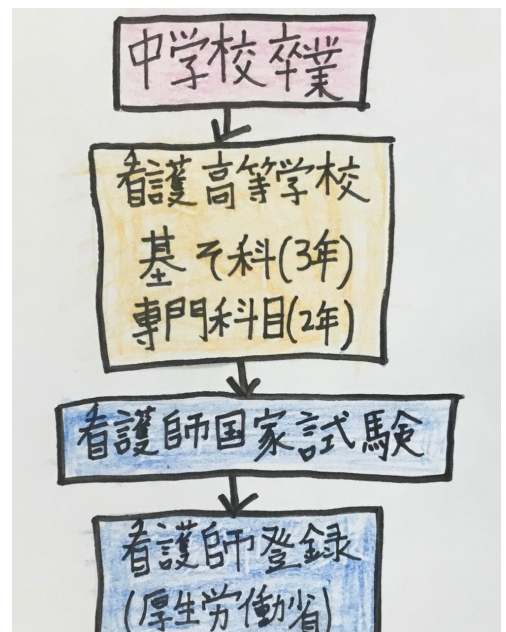 中学校卒業
看護高等学校
基そ科(3年)
専門科目(2年)
看護師国家試験
看護師登録
(厚生労働省)